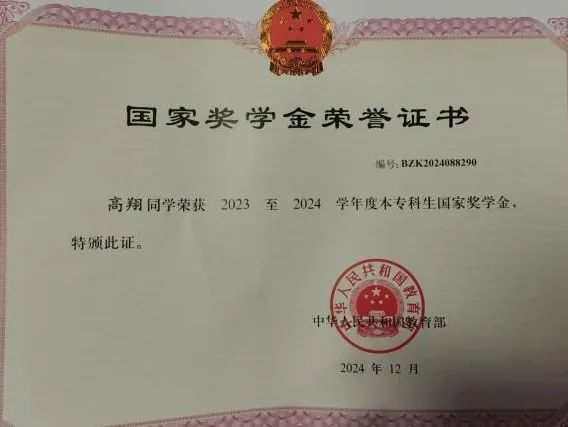 国家奖学金荣誉证书
编号: BZK2024088290
高翔同学荣获 2023 至 2024 学年度本专科生国家奖学金,
特颁此证。
中华人民共和国教育部
中华人民共和国教育部
2024 年 12 月